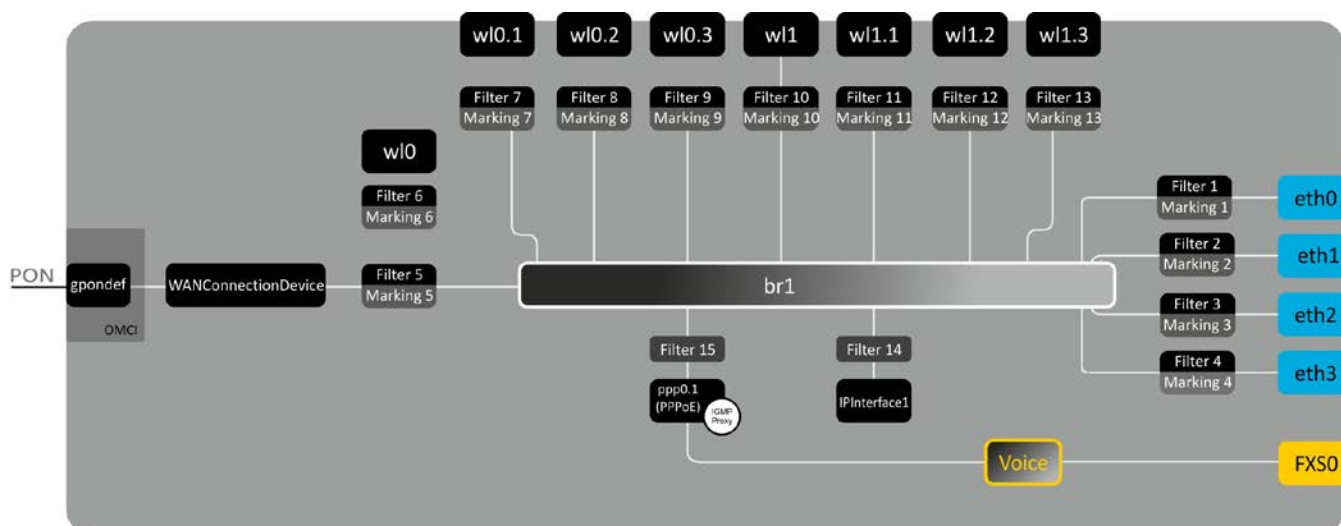 wl0.1 wl0.2 wl0.3 wl1 wl1.1 wl1.2 wl1.3
Filter 7 Filter 8 Filter 9 Filter 10 Filter 11 Filter 12 Filter 13
Marking 7 Marking 8 Marking 9 Marking 10 Marking 11 Marking 12 Marking 13
wl0
Filter 6
Marking 6
Filter 1
Marking 1
eth0
Filter 2
Marking 2
eth1
PON
gpondef
OMCI
WANConnectionDevice
Filter 5
Marking 5
br1
Filter 3
Marking 3
eth2
Filter 4
Marking 4
eth3
Filter 15
Filter 14
ppp0.1
(PPPoE)
IGMP
Proxy
IPInterface1
Voice
FXS0